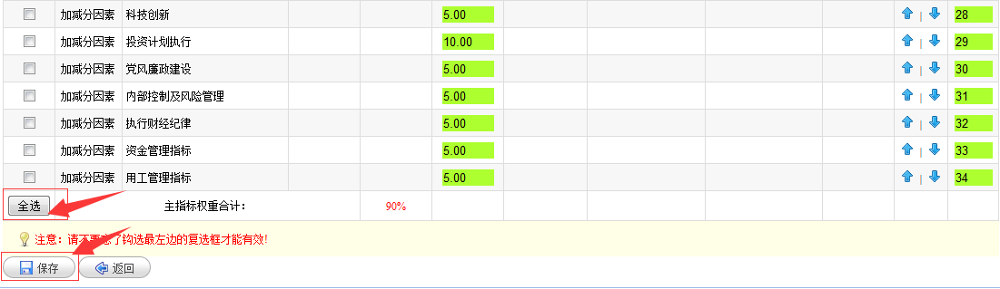 加减分因素 科技创新 5.00 | 28
加减分因素 投资计划执行 10.00 | 29
加减分因素 党风廉政建设 5.00 | 30
加减分因素 内部控制及风险管理 5.00 | 31
加减分因素 执行财经纪律 5.00 | 32
加减分因素 资金管理指标 5.00 | 33
加减分因素 用工管理指标 5.00 | 34
全选 主指标权重合计： 90%
注意：请不要忘了钩选最左边的复选框才能有效!
保存 返回